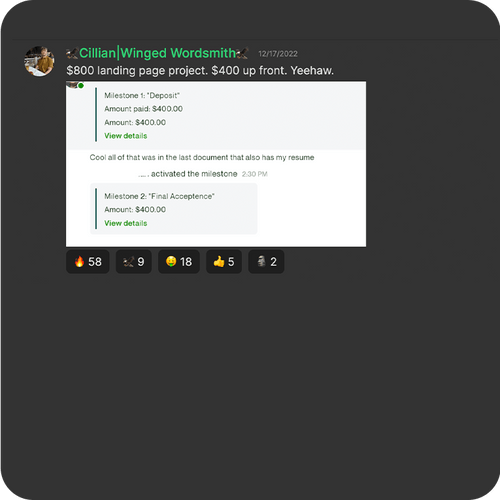 Cillian|Winged Wordsmith 12/17/2022
$800 landing page project. $400 up front. Yeehaw.
Milestone 1: "Deposit"
Amount paid: $400.00
Amount: $400.00
View details
Cool all of that was in the last document that also has my resume
activated the milestone 2:30 PM
Milestone 2: "Final Acceptence"
Amount: $400.00
View details
58 9 18 5 2